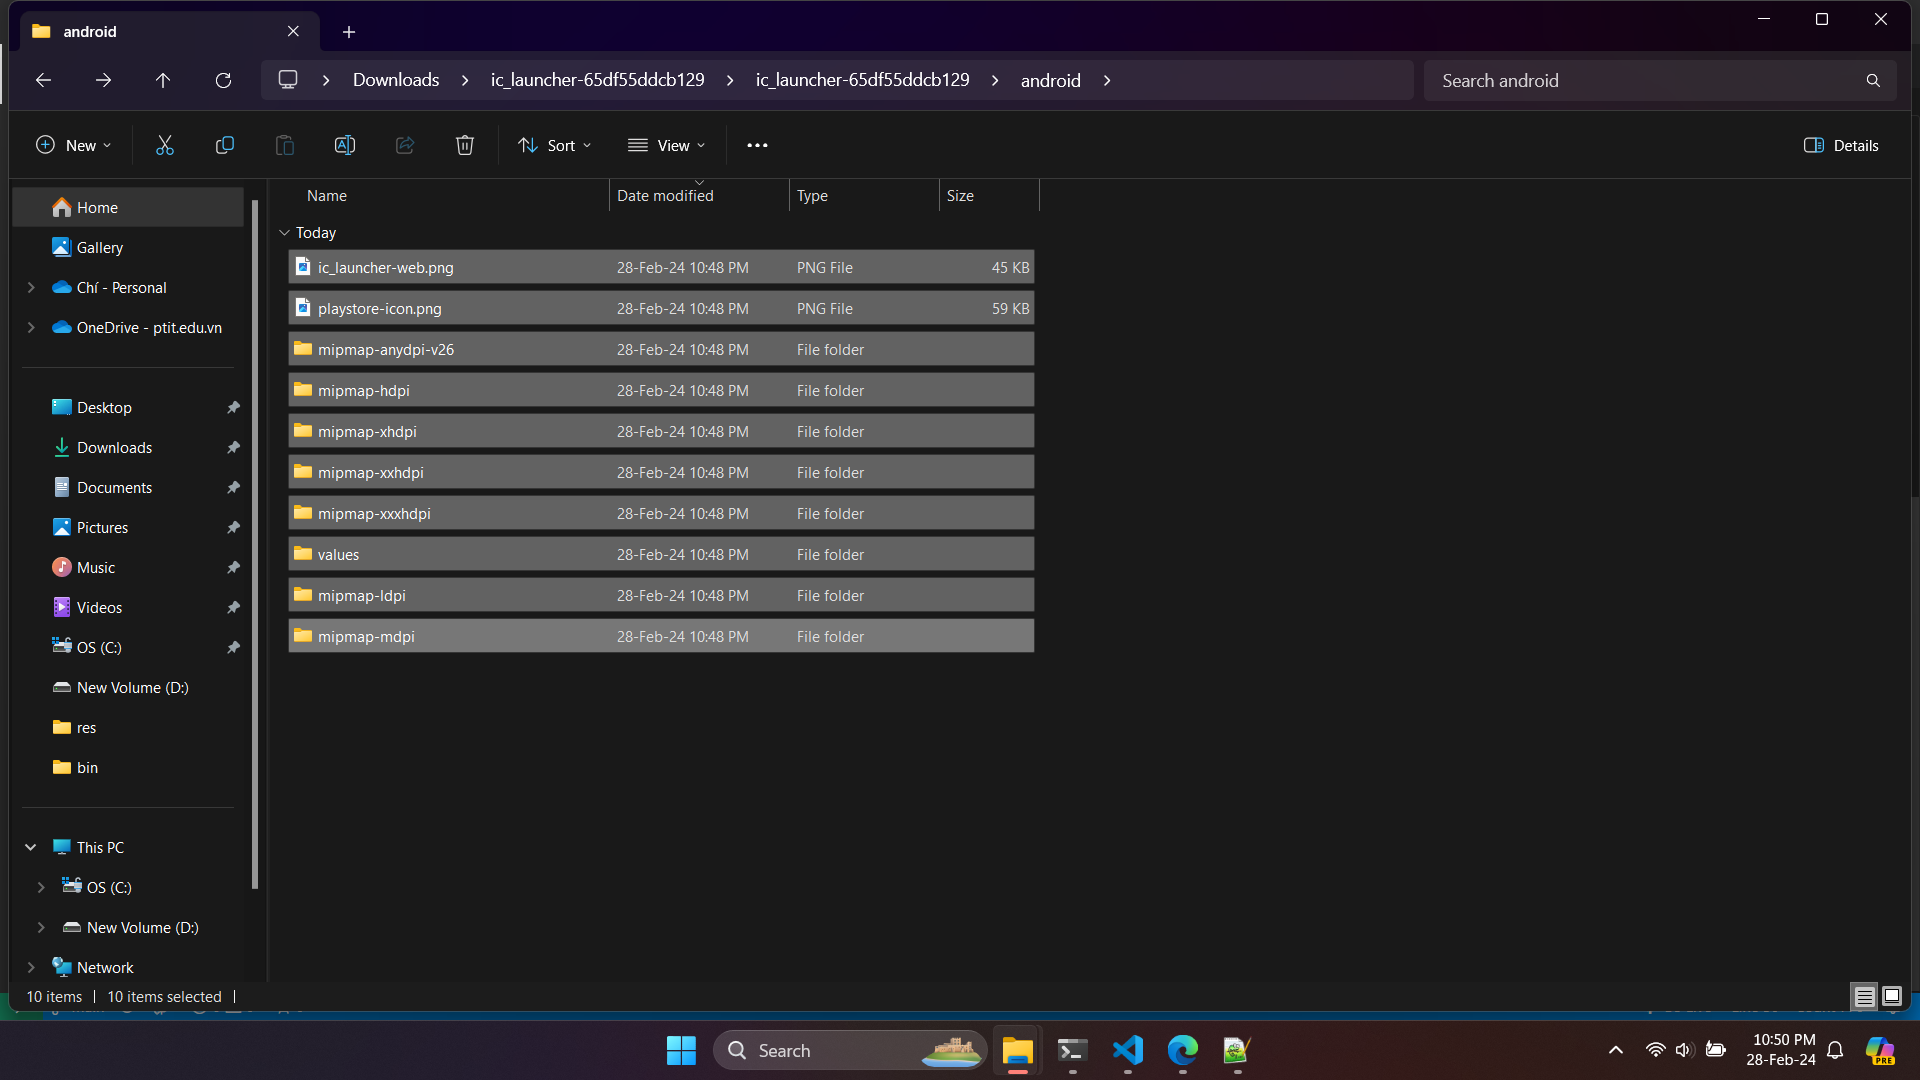 android
Downloads
ic_launcher-65df55ddcb129
ic_launcher-65df55ddcb129
android
Search android
New
Sort
View
Details
Home
Gallery
Chí - Personal
OneDrive - ptit.edu.vn
Desktop
Downloads
Documents
Pictures
Music
Videos
OS (C:)
New Volume (D:)
res
bin
This PC
OS (C:)
New Volume (D:)
Network
Name Date modified Type Size
Today
ic_launcher-web.png 28-Feb-24 10:48 PM PNG File 45 KB
playstore-icon.png 28-Feb-24 10:48 PM PNG File 59 KB
mipmap-anydpi-v26 28-Feb-24 10:48 PM File folder
mipmap-hdpi 28-Feb-24 10:48 PM File folder
mipmap-xhdpi 28-Feb-24 10:48 PM File folder
mipmap-xxhdpi 28-Feb-24 10:48 PM File folder
mipmap-xxxhdpi 28-Feb-24 10:48 PM File folder
values 28-Feb-24 10:48 PM File folder
mipmap-ldpi 28-Feb-24 10:48 PM File folder
mipmap-mdpi 28-Feb-24 10:48 PM File folder
10 items
10 items selected
Search
10:50 PM
28-Feb-24
PRE